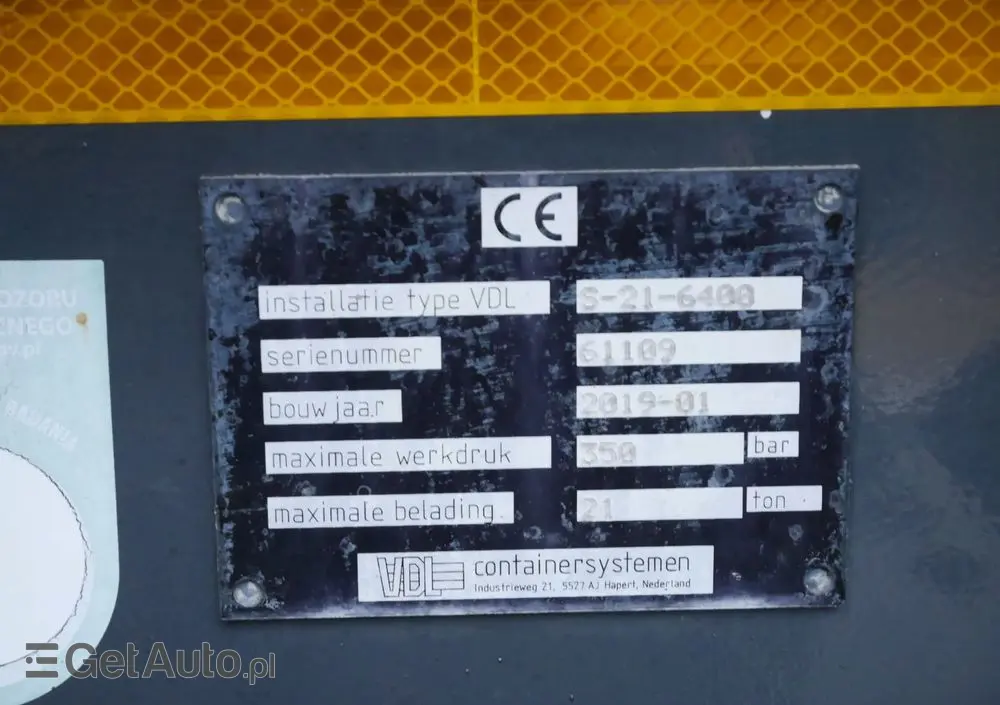 CE
installatie type VDL S-21-6400
serienummer 61109
bouwjaar 2019-01
maximale werkdruk 350 bar
maximale belading. 21 ton
VDL containersystemen
Industrieweg 21, 5527 AJ Hapert, Nederland
GetAuto.pl